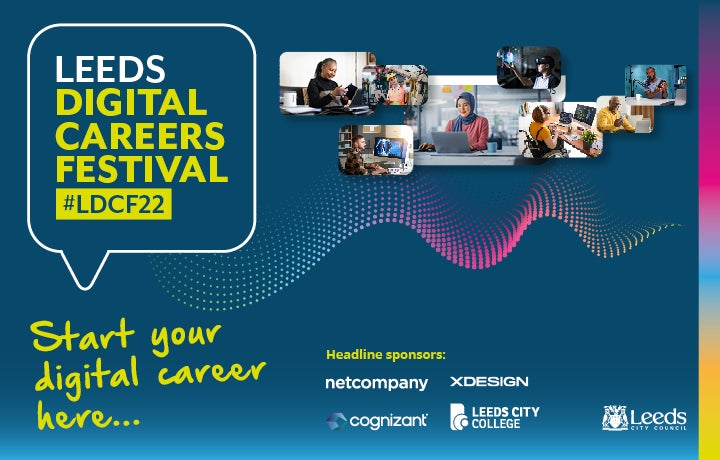 LEEDS
DIGITAL
CAREERS
FESTIVAL
#LDCF22
Start your
digital career
here...
Headline sponsors:
netcompany
XDESIGN
cognizant
LEEDS CITY
COLLEGE
Leeds
CITY COUNCIL